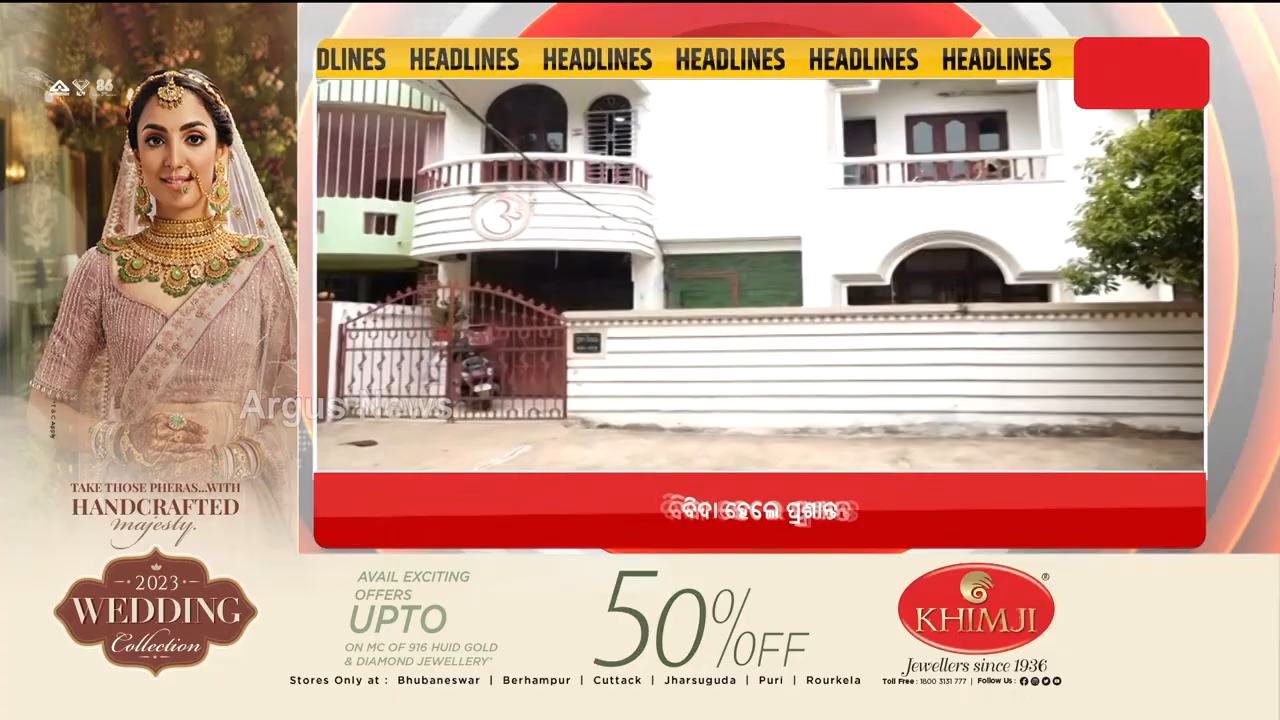 DLINES HEADLINES HEADLINES HEADLINES HEADLINES HEADLINES
86
Argus News
ବିଦା ହେଲେ ପ୍ରଶାନ୍ତ
TAKE THOSE PHERAS...WITH
HANDCRAFTED
majesty.
2023
WEDDING
Collection
AVAIL EXCITING
OFFERS
UPTO
ON MC OF 916 HUID GOLD
& DIAMOND JEWELLERY*
50% OFF
KHIMJI®
Jewellers since 1936
Stores Only at : Bhubaneswar | Berhampur | Cuttack | Jharsuguda | Puri | Rourkela
Toll Free : 1800 3131 777 | Follow Us :